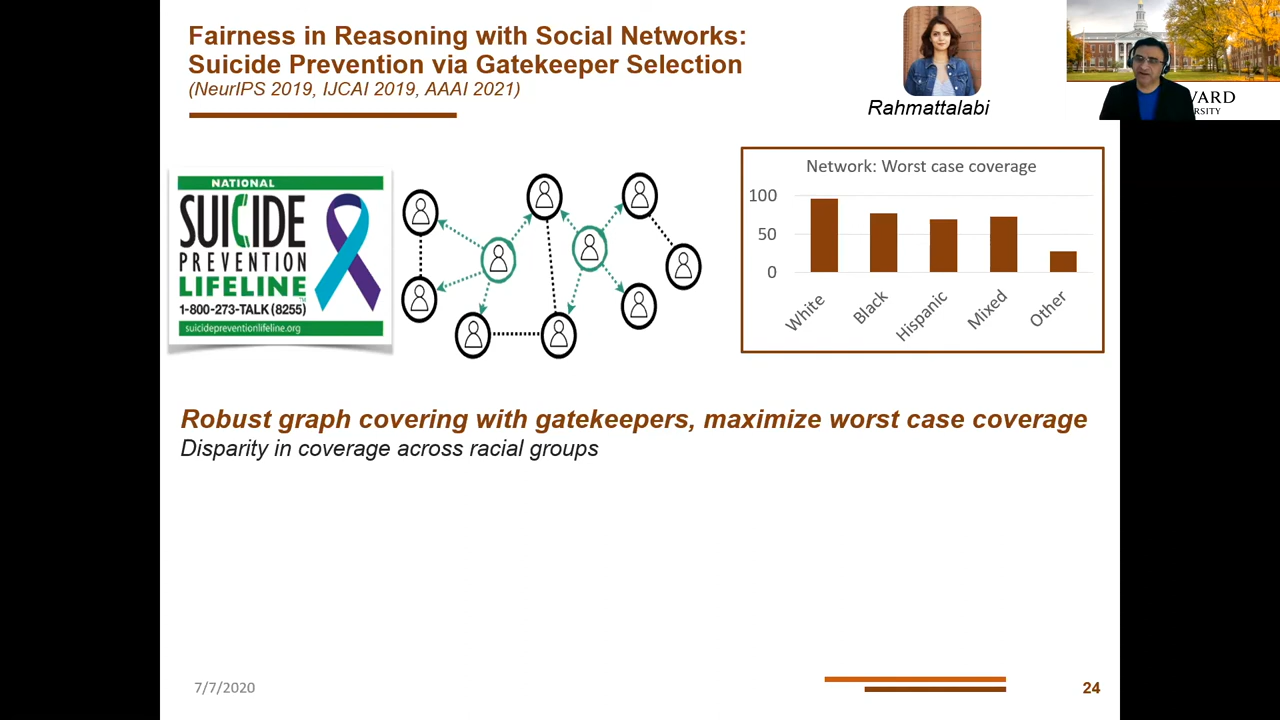 Fairness in Reasoning with Social Networks:
Suicide Prevention via Gatekeeper Selection
(NeurIPS 2019, IJCAI 2019, AAAI 2021)
Rahmattalabi
VARD
RSITY
NATIONAL
SUICIDE
PREVENTION
LIFELINE™
1-800-273-TALK (8255)
suicidepreventionlifeline.org
Network: Worst case coverage
100
50
0
White
Black
Hispanic
Mixed
Other
Robust graph covering with gatekeepers, maximize worst case coverage
Disparity in coverage across racial groups
7/7/2020
24